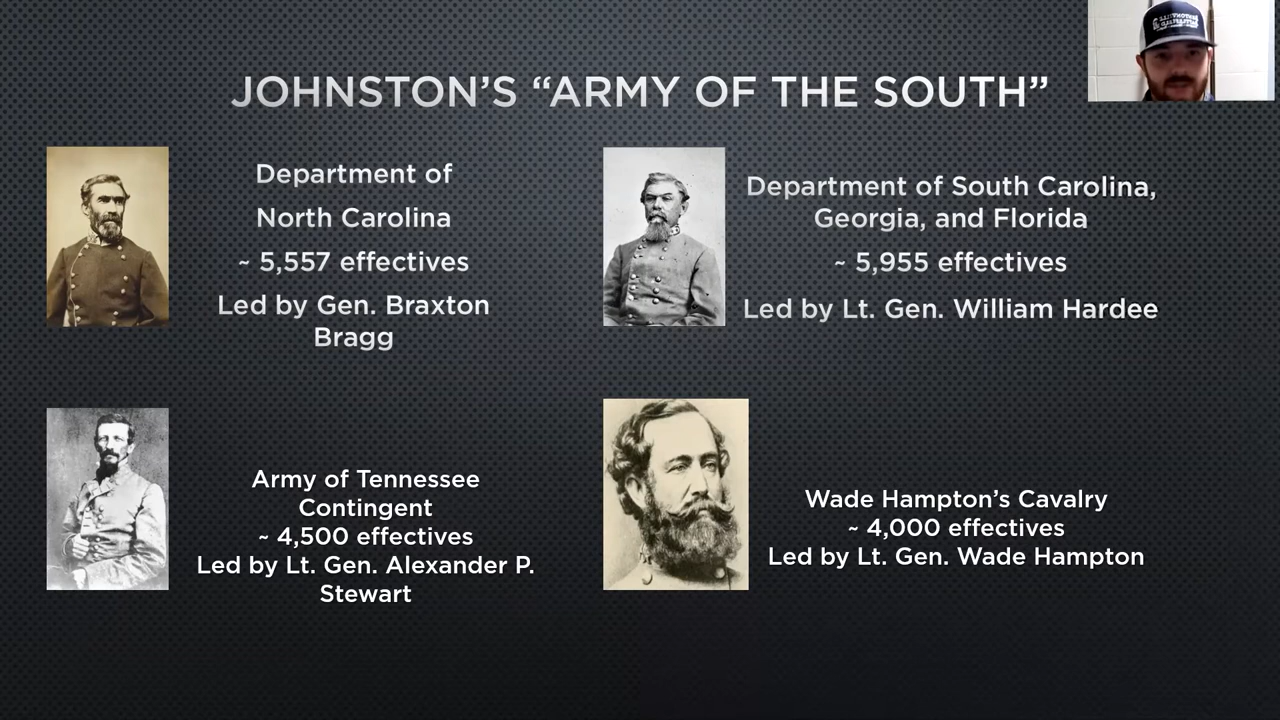 JOHNSTON'S “ARMY OF THE SOUTH”
Department of
North Carolina
~ 5,557 effectives
Led by Gen. Braxton
Bragg
Department of South Carolina,
Georgia, and Florida
~ 5,955 effectives
Led by Lt. Gen. William Hardee
Army of Tennessee
Contingent
~ 4,500 effectives
Led by Lt. Gen. Alexander P.
Stewart
Wade Hampton's Cavalry
~ 4,000 effectives
Led by Lt. Gen. Wade Hampton